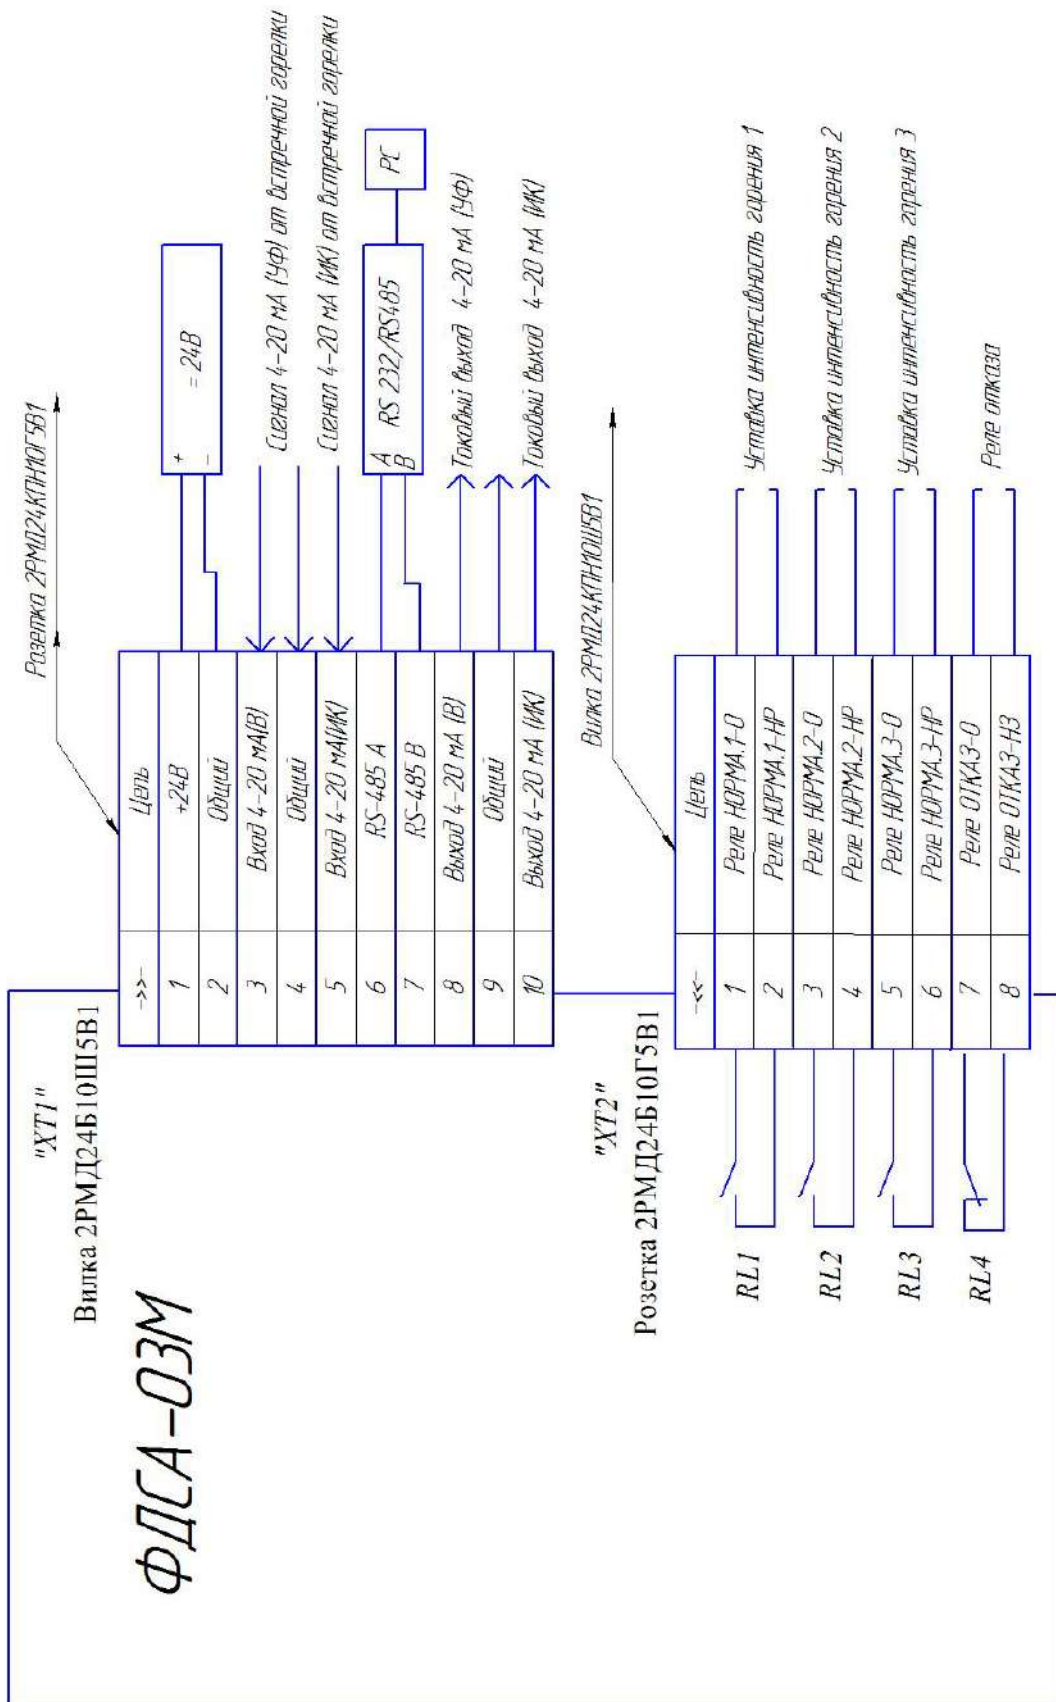 ФДСА-03М
"ХТ1"
Вилка 2РМД24Б10Ш5В1
Розетка 2РМД24КПН10Г5В1
->>- Цепь
1 +24В
2 Общий
3 Вход 4-20 мА(В)
4 Общий
5 Вход 4-20 мА(ИК)
6 RS-485 A
7 RS-485 B
8 Выход 4-20 мА (В)
9 Общий
10 Выход 4-20 мА (ИК)
+
-
= 24В
Сигнал 4-20 мА (УФ) от встречной горелки
Сигнал 4-20 мА (ИК) от встречной горелки
A
B
RS 232/RS485
PC
Токовый выход 4-20 мА (УФ)
Токовый выход 4-20 мА (ИК)
"ХТ2"
Розетка 2РМД24Б10Г5В1
Вилка 2РМД24КПН10Ш5В1
-<<- Цепь
1 Реле НОРМА.1-О
2 Реле НОРМА.1-НР
3 Реле НОРМА.2-О
4 Реле НОРМА.2-НР
5 Реле НОРМА.3-О
6 Реле НОРМА.3-НР
7 Реле ОТКАЗ-О
8 Реле ОТКАЗ-НЗ
RL1
RL2
RL3
RL4
Уставка интенсивность горения 1
Уставка интенсивность горения 2
Уставка интенсивность горения 3
Реле отказа